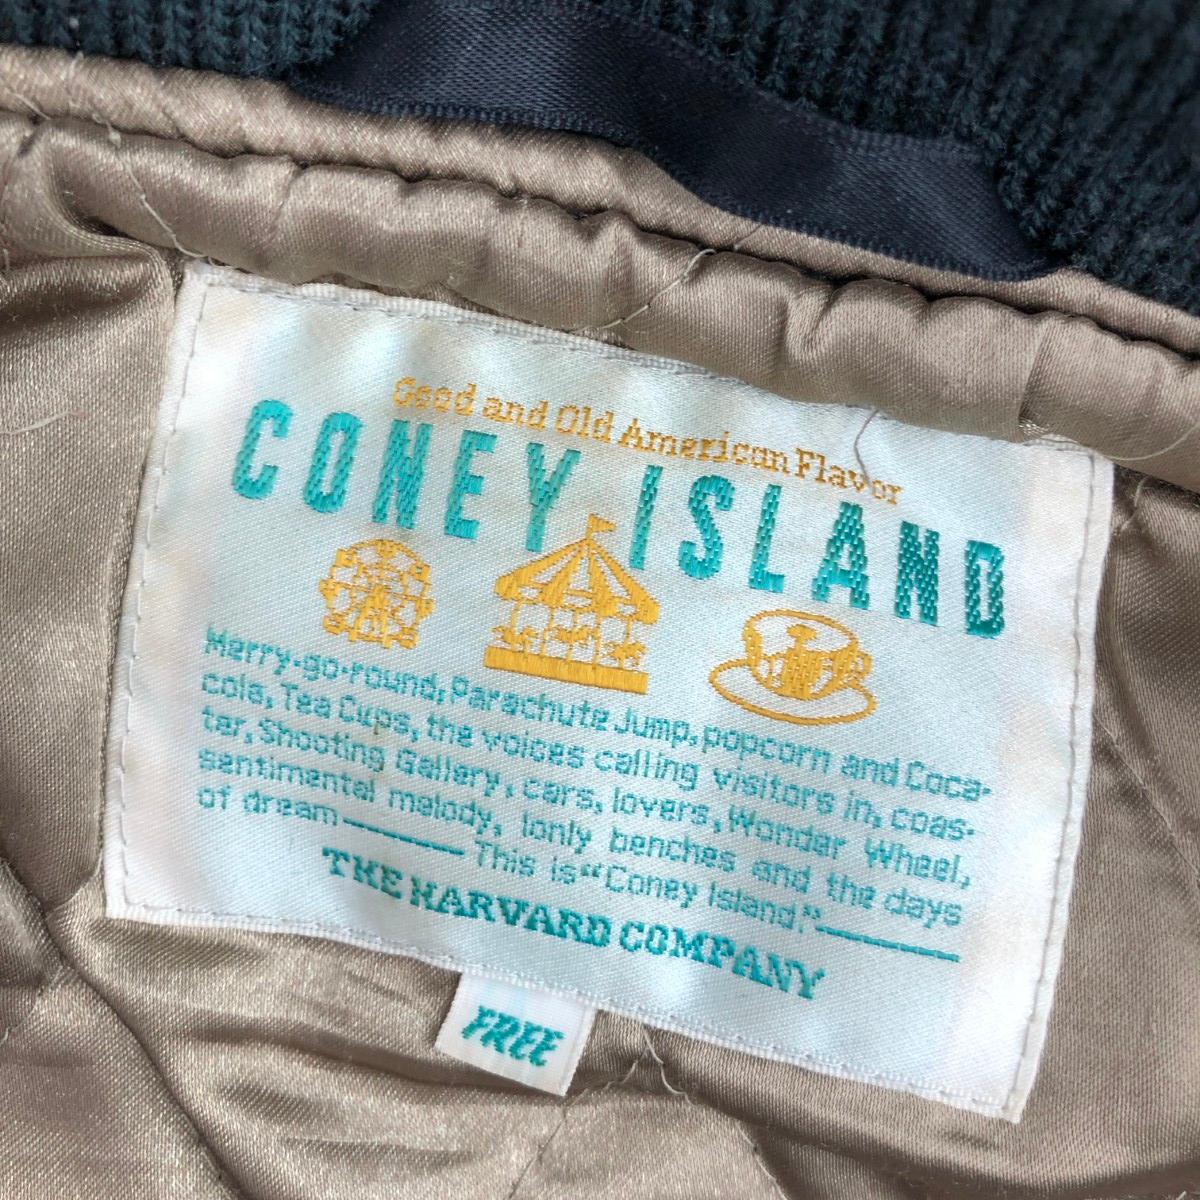 Good and Old American Flavor
CONEY ISLAND
Merry-go-round, Parachute Jump, popcorn and Coca-
cola, Tea Cups, the voices calling visitors in, coas-
ter, Shooting Gallery, cars, lovers, Wonder Wheel,
sentimental melody, lonly benches and the days
of dream——— This is "Coney Island."———
THE HARVARD COMPANY
FREE